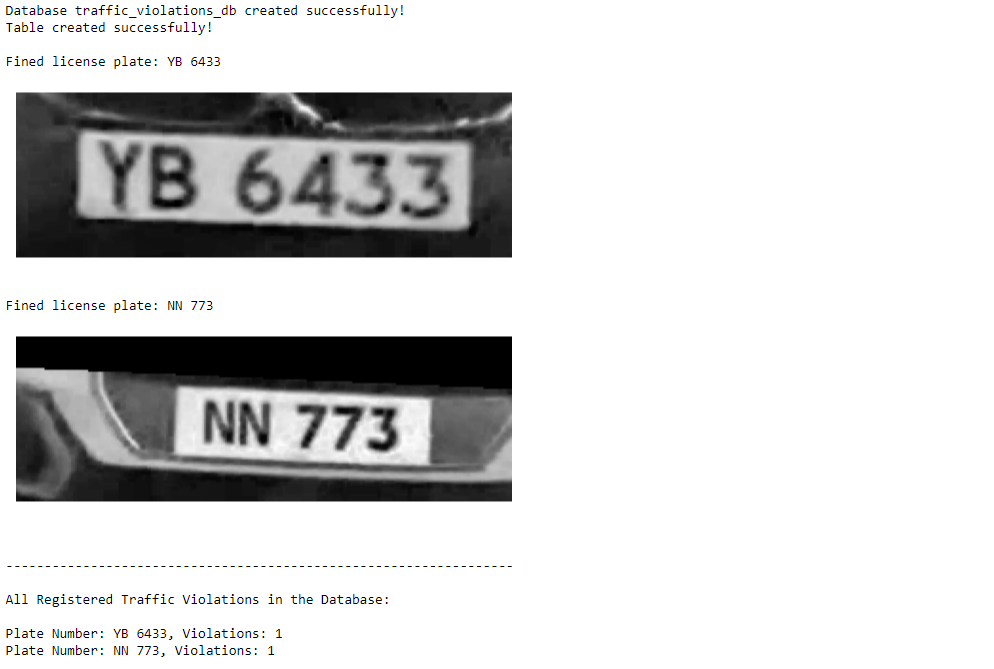 Database traffic_violations_db created successfully!
Table created successfully!
Fined license plate: YB 6433
YB 6433
Fined license plate: NN 773
NN 773
------------------------------------------------------------------
All Registered Traffic Violations in the Database:
Plate Number: YB 6433, Violations: 1
Plate Number: NN 773, Violations: 1